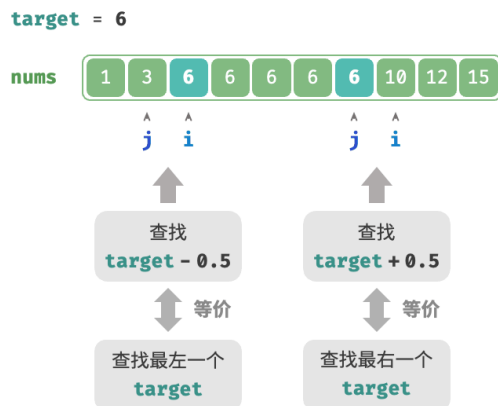 target = 6
nums 1 3 6 6 6 6 6 10 12 15
j i j i
查找 查找
target - 0.5 target + 0.5
等价 等价
查找最左一个 查找最右一个
target target